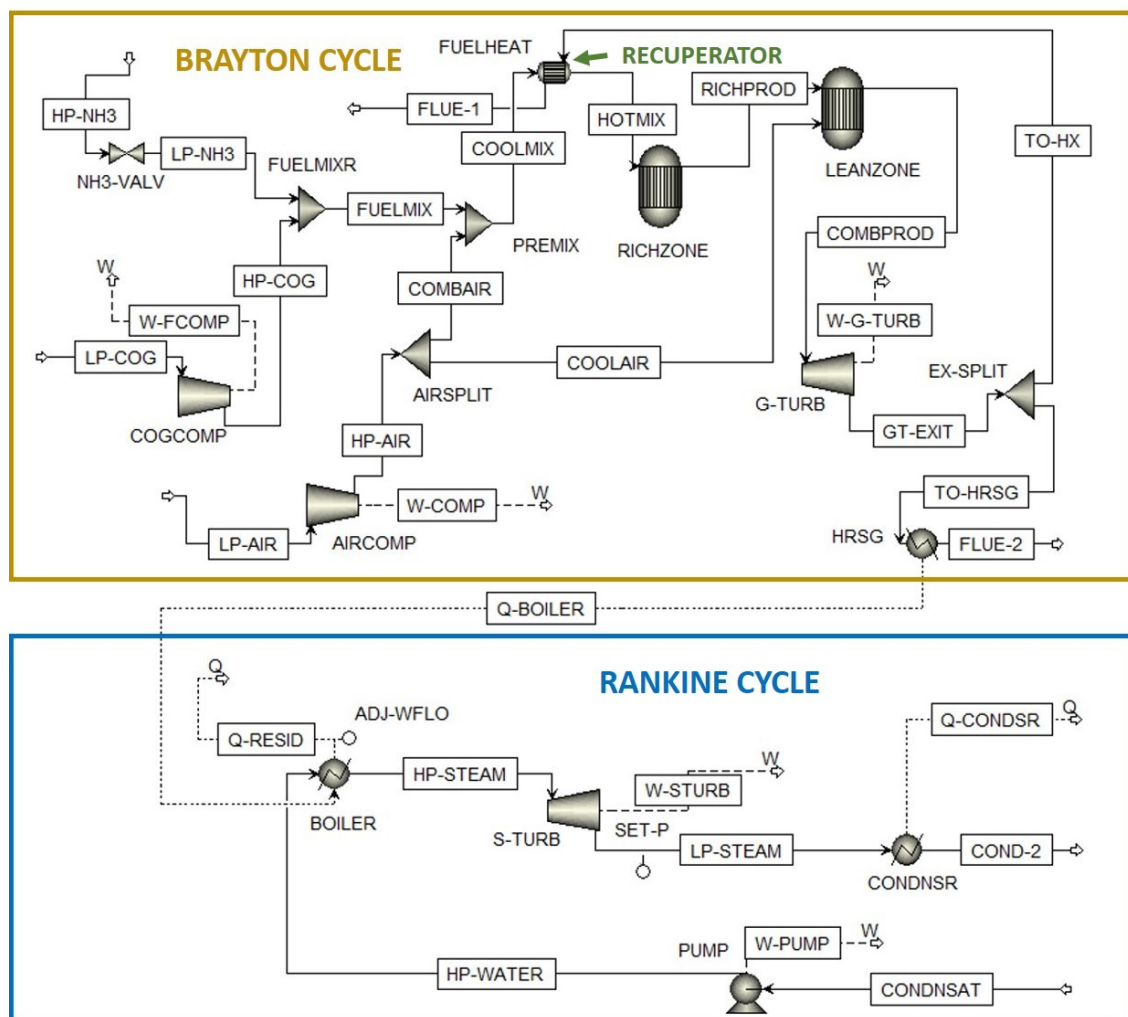 BRAYTON CYCLE
FUELHEAT
RECUPERATOR
HP-NH3
FLUE-1
RICHPROD
HOTMIX
TO-HX
LP-NH3
COOLMIX
NH3-VALV
FUELMIXR
LEANZONE
FUELMIX
PREMIX
RICHZONE
COMBPROD
W
HP-COG
COMBAIR
W
W-FCOMP
W-G-TURB
LP-COG
COOLAIR
EX-SPLIT
AIRSPLIT
G-TURB
COGCOMP
HP-AIR
GT-EXIT
W-COMP
W
TO-HRSG
LP-AIR
AIRCOMP
HRSG
FLUE-2
Q-BOILER
RANKINE CYCLE
Q
ADJ-WFLO
Q-CONDSR
Q
Q-RESID
W
HP-STEAM
W-STURB
BOILER
S-TURB
SET-P
LP-STEAM
COND-2
CONDNSR
PUMP
W-PUMP
W
HP-WATER
CONDNSAT